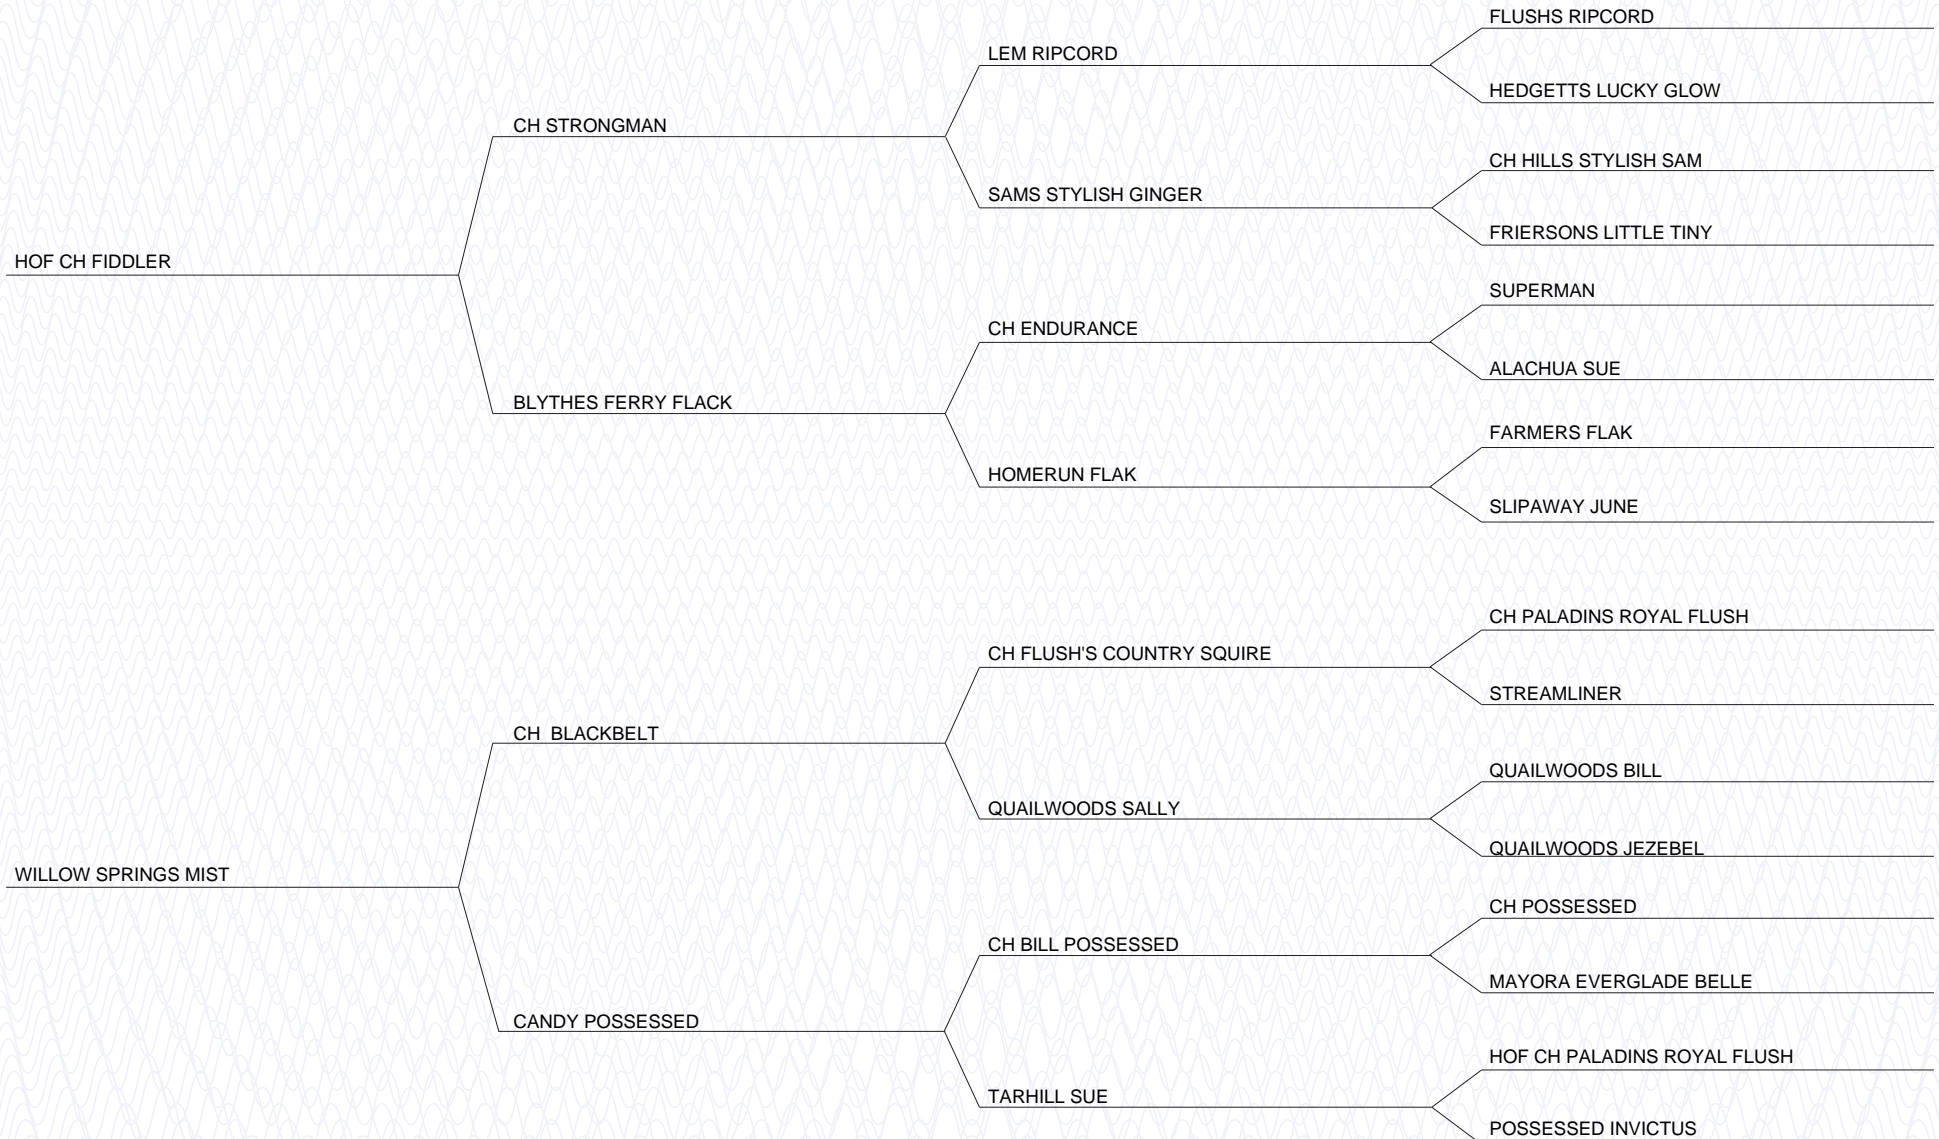 FLUSHS RIPCORD
LEM RIPCORD
HEDGETTS LUCKY GLOW
CH STRONGMAN
CH HILLS STYLISH SAM
SAMS STYLISH GINGER
FRIERSONS LITTLE TINY
HOF CH FIDDLER
SUPERMAN
CH ENDURANCE
ALACHUA SUE
BLYTHES FERRY FLACK
FARMERS FLAK
HOMERUN FLAK
SLIPAWAY JUNE
CH PALADINS ROYAL FLUSH
CH FLUSH'S COUNTRY SQUIRE
STREAMLINER
CH  BLACKBELT
QUAILWOODS BILL
QUAILWOODS SALLY
QUAILWOODS JEZEBEL
WILLOW SPRINGS MIST
CH POSSESSED
CH BILL POSSESSED
MAYORA EVERGLADE BELLE
CANDY POSSESSED
HOF CH PALADINS ROYAL FLUSH
TARHILL SUE
POSSESSED INVICTUS